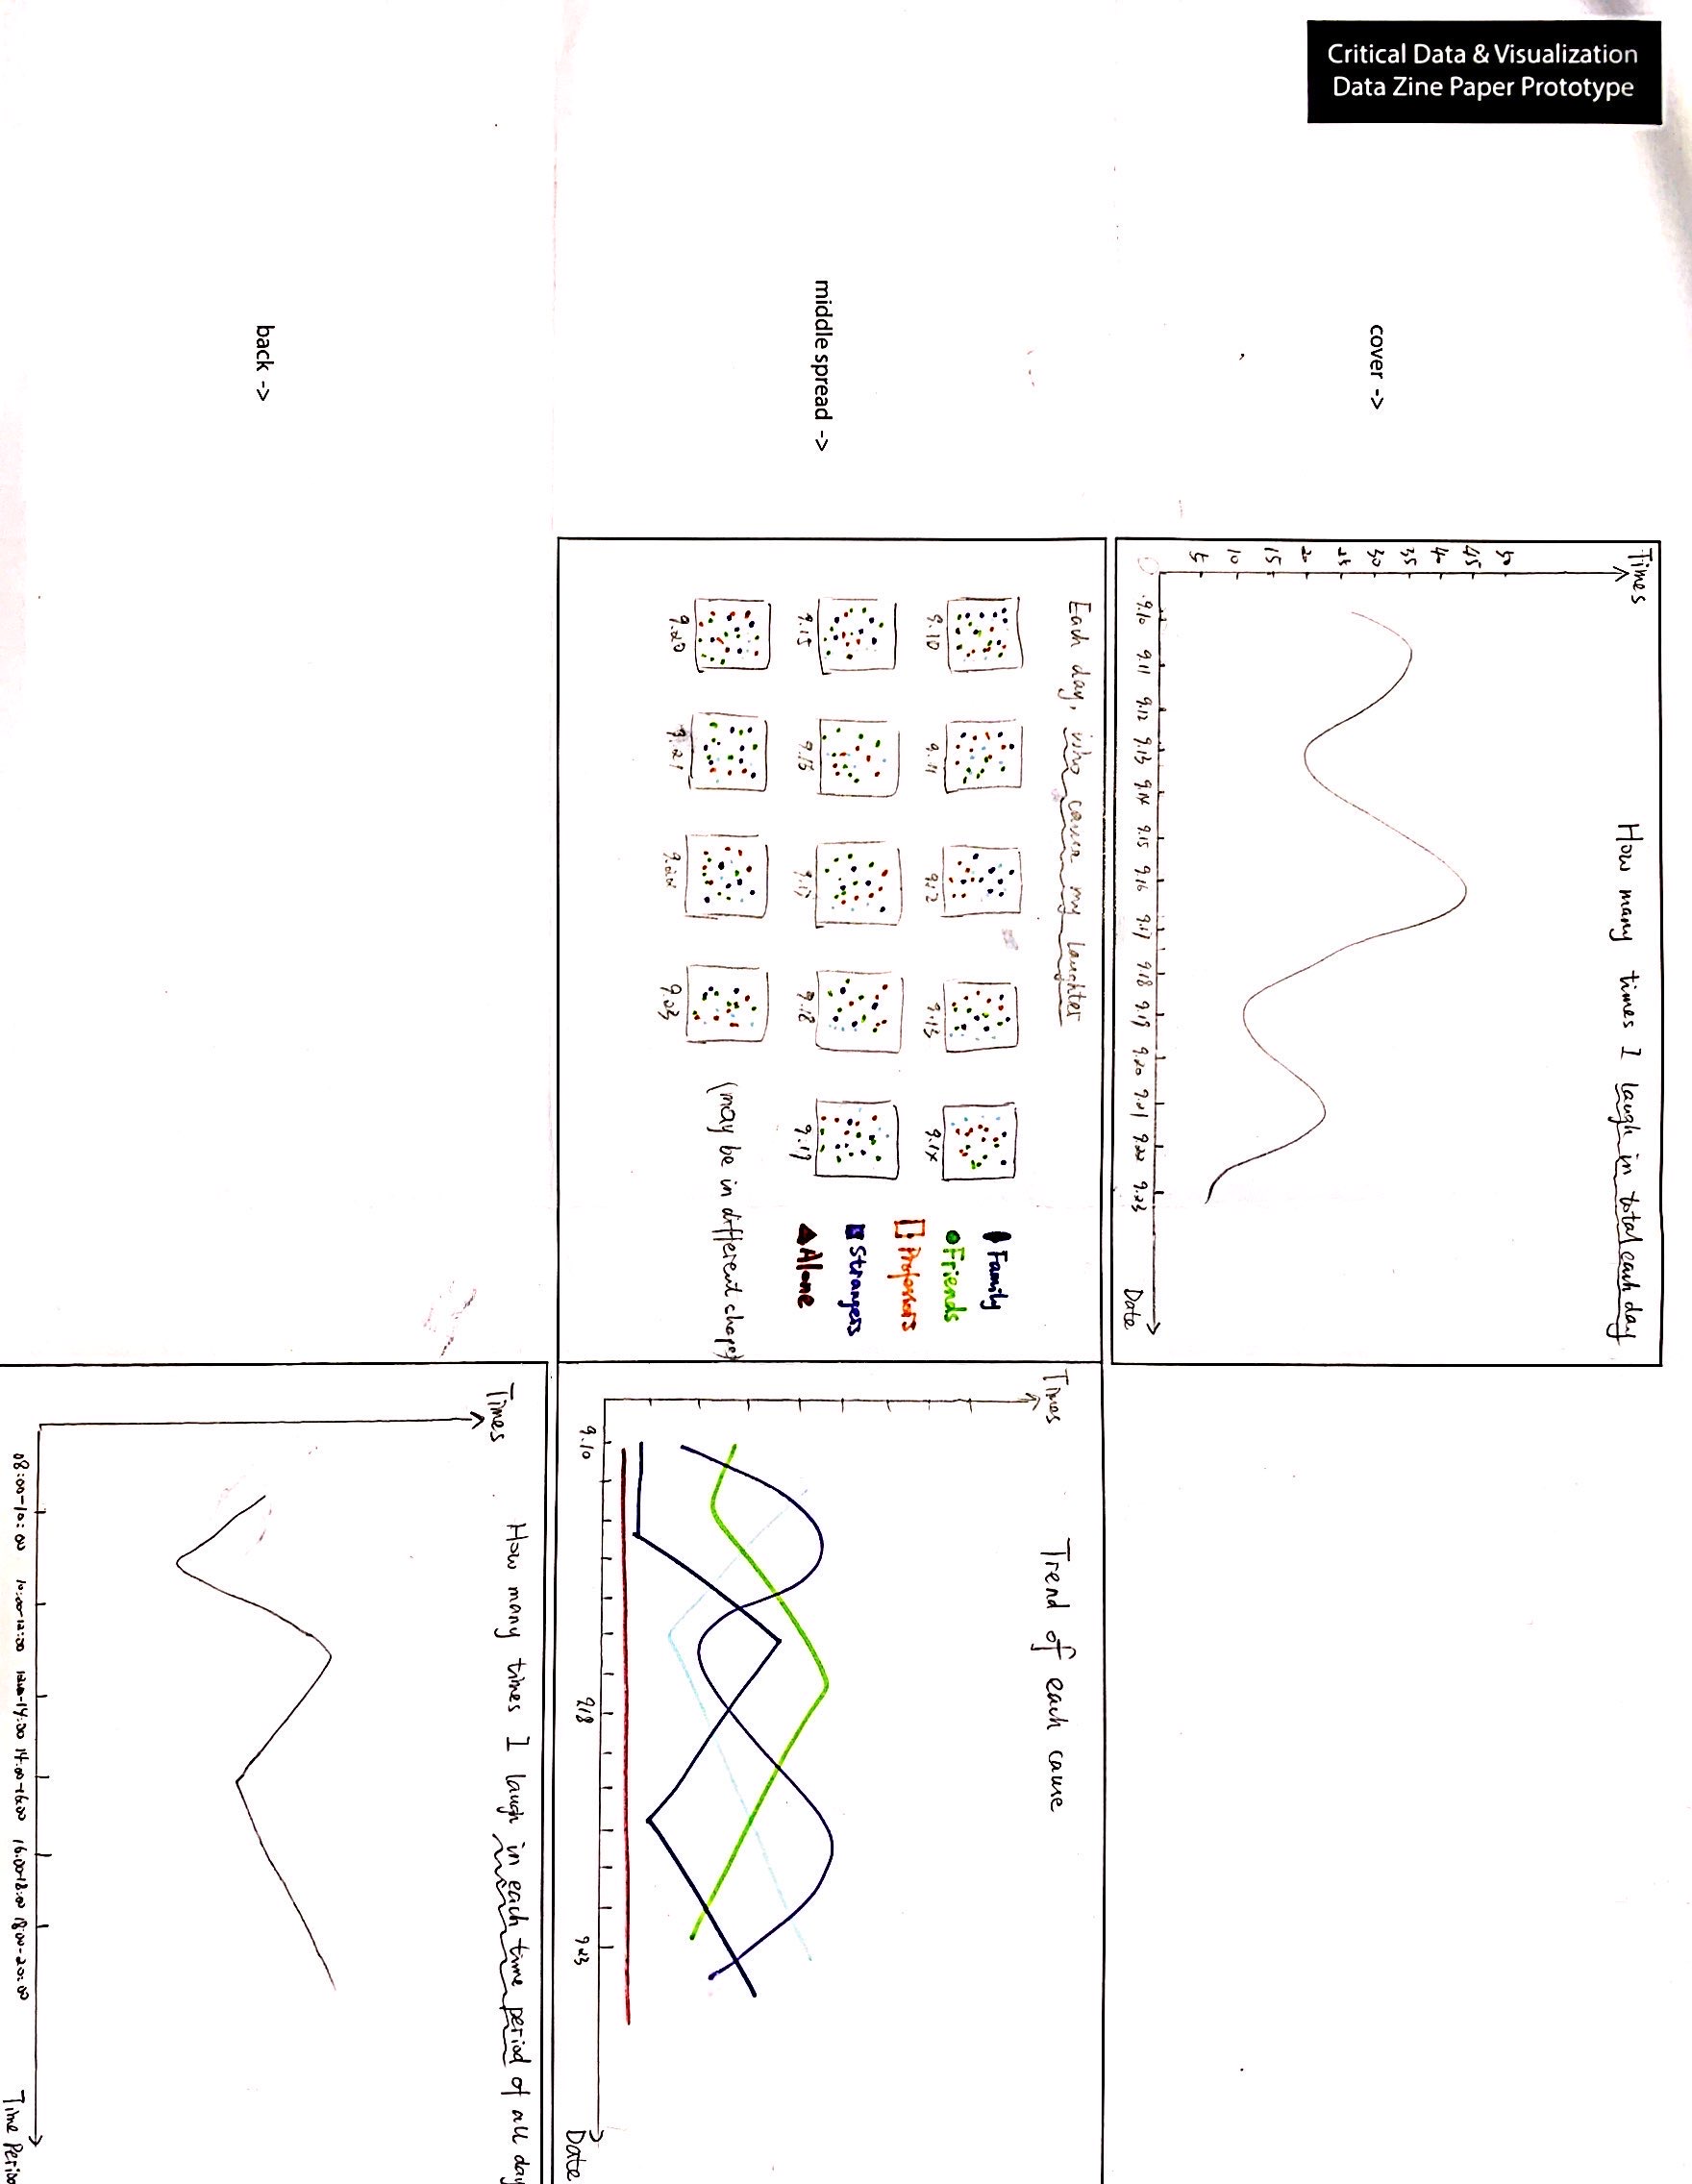 Critical Data & Visualization
Data Zine Paper Prototype
cover ->
Times
How many times I laugh in total each day
50
45
40
35
30
25
20
15
10
5
0
9.10 9.11 9.12 9.13 9.14 9.15 9.16 9.17 9.18 9.19 9.20 9.21 9.22 9.23
Date
middle spread ->
Each day, who cause my laughter
9.10 9.11 9.12 9.13 9.14
9.15 9.16 9.17 9.18 9.19
9.20 9.21 9.22 9.23
Family
Friends
Professors
Strangers
Alone
(may be in different shape)
Times
Trend of each cause
9.10 9.18 9.23
Date
back ->
Times
How many times I laugh in each time period of all day
08:00-10:00 10:00-12:00 12:00-14:00 14:00-16:00 16:00-18:00 18:00-20:00
Time Perio